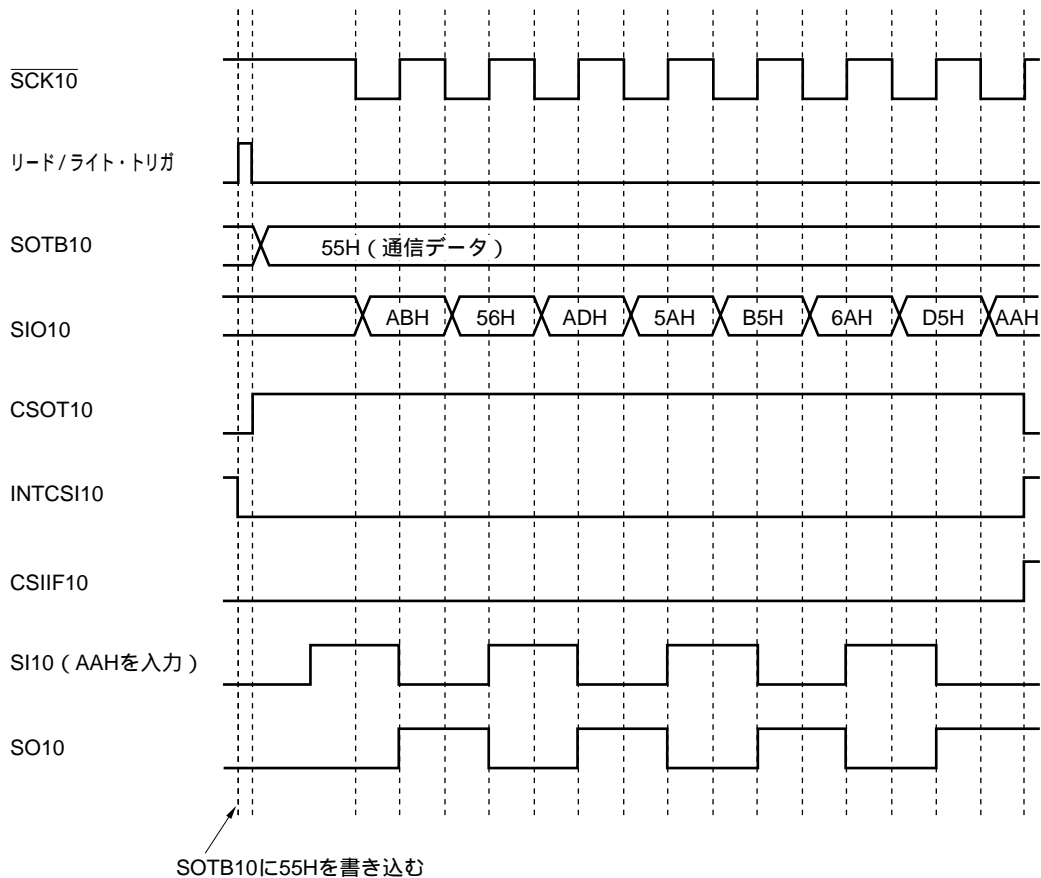 SCK10
リード/ライト・トリガ
SOTB10
55H(通信データ)
SIO10
ABH 56H ADH 5AH B5H 6AH D5H AAH
CSOT10
INTCSI10
CSIIF10
SI10(AAHを入力)
SO10
SOTB10に55Hを書き込む